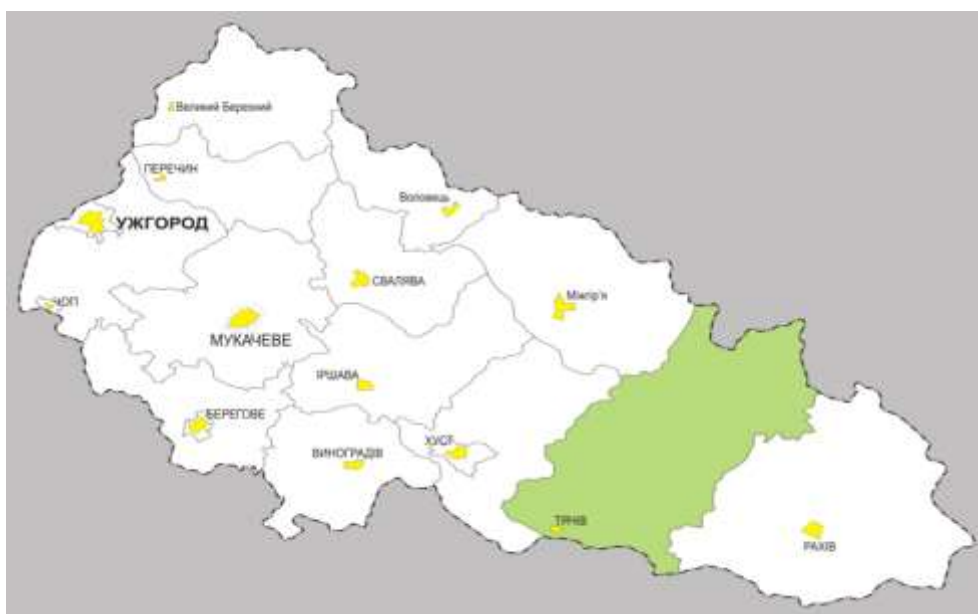 Великий Березний
ПЕРЕЧИН
Воловець
УЖГОРОД
СВАЛЯВА
Міжгір'я
ЧОП
МУКАЧЕВЕ
ІРШАВА
БЕРЕГОВЕ
ХУСТ
ВИНОГРАДІВ
ТЯЧІВ
РАХІВ